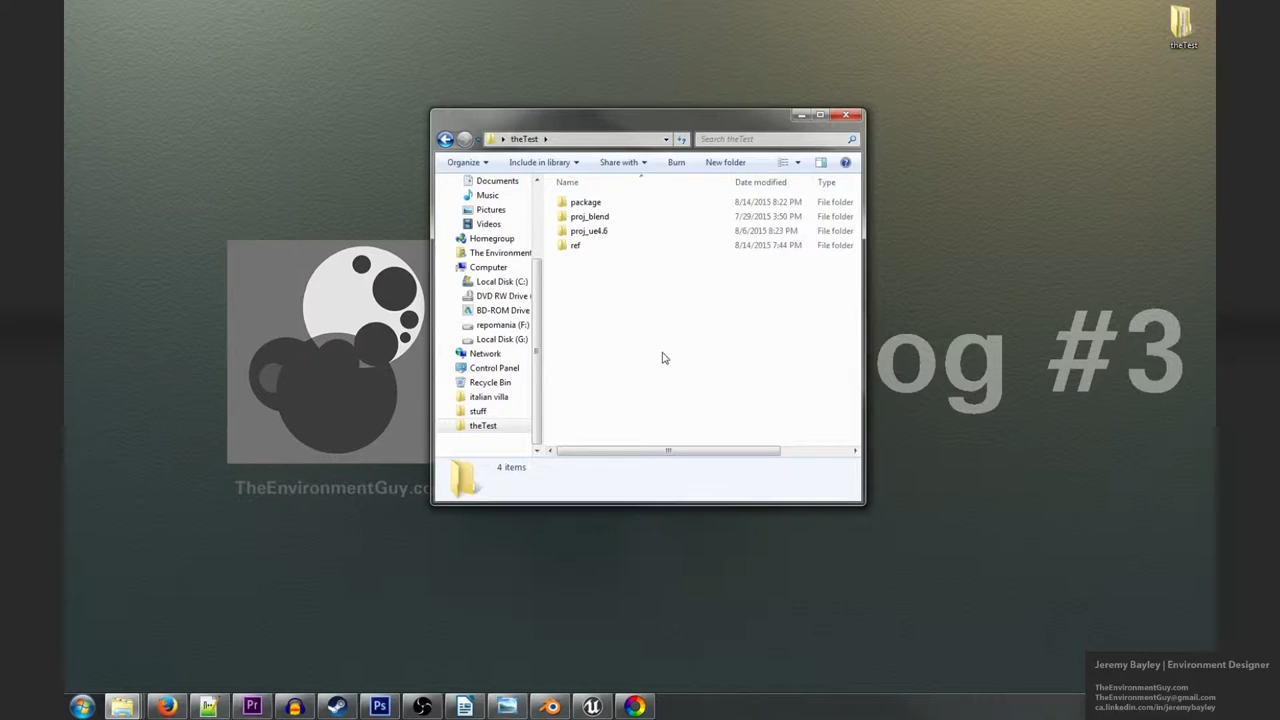 theTest
theTest
Search theTest
Organize
Include in library
Share with
Burn
New folder
Name
Date modified
Type
Documents
Music
Pictures
Videos
Homegroup
The Environment
Computer
Local Disk (C:)
DVD RW Drive (
BD-ROM Drive
repomania (F:)
Local Disk (G:)
Network
Control Panel
Recycle Bin
italian villa
stuff
theTest
package 8/14/2015 8:22 PM File folder
proj_blend 7/29/2015 3:50 PM File folder
proj_ue4.6 8/6/2015 8:23 PM File folder
ref 8/14/2015 7:44 PM File folder
4 items
og #3
TheEnvironmentGuy.c
Pr
Ps
Jeremy Bayley | Environment Designer
TheEnvironmentGuy.com
TheEnvironmentGuy@gmail.com
ca.linkedin.com/in/jeremybayley